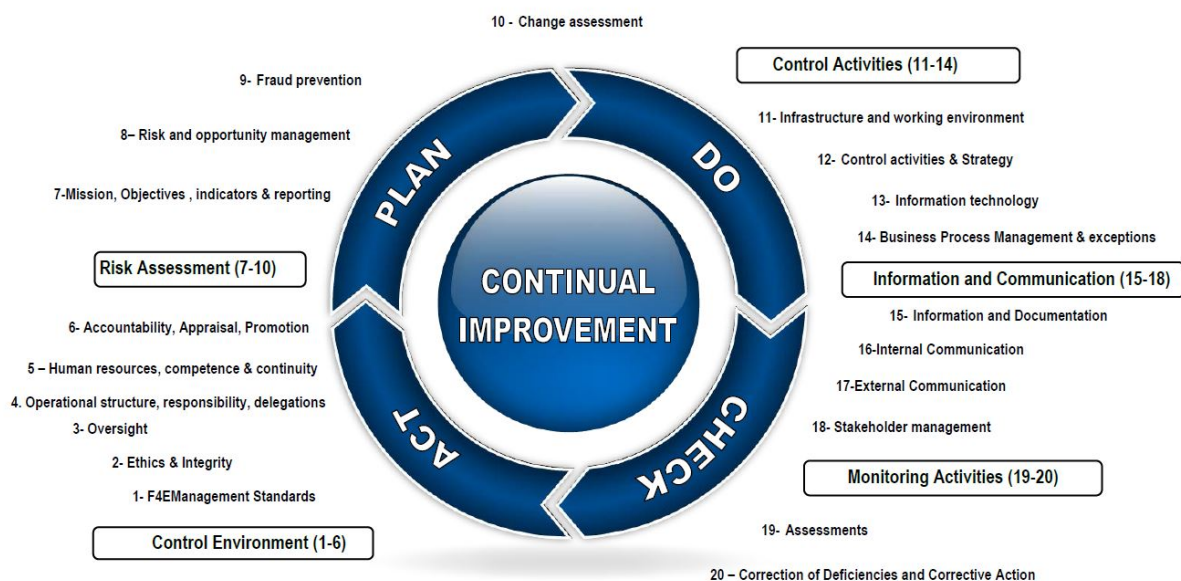 10 - Change assessment
Control Activities (11-14)
9- Fraud prevention
11- Infrastructure and working environment
8– Risk and opportunity management
12- Control activities & Strategy
7-Mission, Objectives , indicators & reporting
13- Information technology
14- Business Process Management & exceptions
Risk Assessment (7-10)
Information and Communication (15-18)
15- Information and Documentation
6- Accountability, Appraisal, Promotion
16-Internal Communication
5 – Human resources, competence & continuity
17-External Communication
4. Operational structure, responsibility, delegations
18- Stakeholder management
3- Oversight
2- Ethics & Integrity
Monitoring Activities (19-20)
1- F4EManagement Standards
Control Environment (1-6)
19- Assessments
20 – Correction of Deficiencies and Corrective Action
PLAN
DO
CHECK
ACT
CONTINUAL
IMPROVEMENT